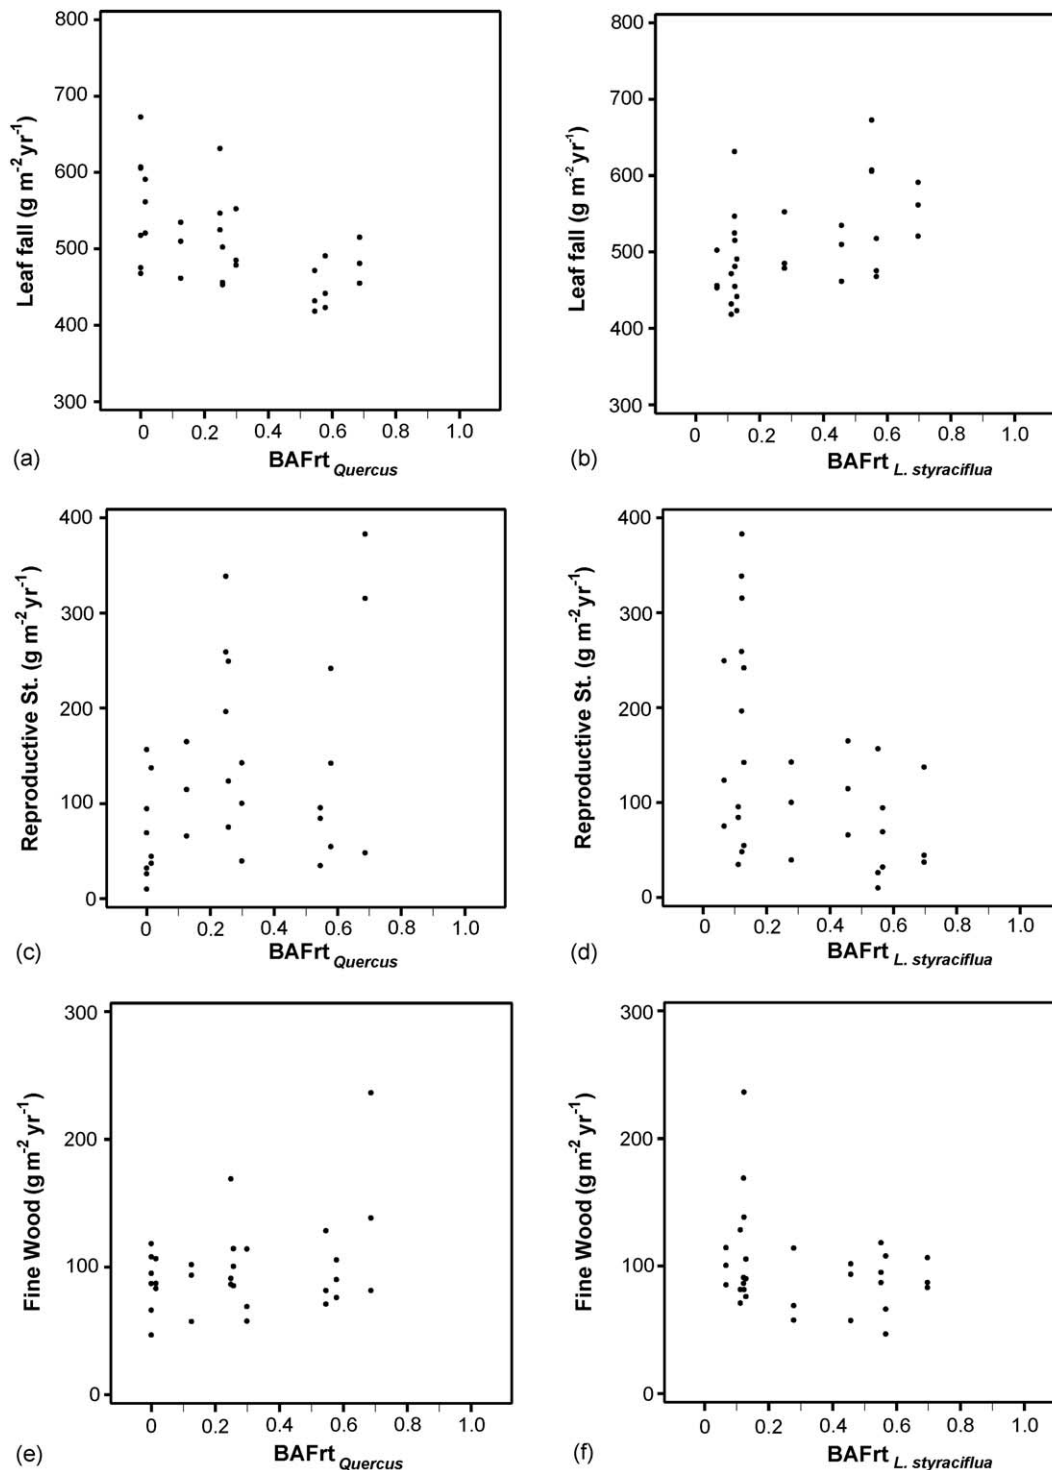 800
700
600
500
400
300
Leaf fall (g m⁻²yr⁻¹)
0 0.2 0.4 0.6 0.8 1.0
(a)
BAFrt Quercus
800
700
600
500
400
300
Leaf fall (g m⁻²yr⁻¹)
0 0.2 0.4 0.6 0.8 1.0
(b)
BAFrt L. styraciflua
400
300
200
100
0
Reproductive St. (g m⁻²yr⁻¹)
0 0.2 0.4 0.6 0.8 1.0
(c)
BAFrt Quercus
400
300
200
100
0
Reproductive St. (g m⁻²yr⁻¹)
0 0.2 0.4 0.6 0.8 1.0
(d)
BAFrt L. styraciflua
300
200
100
0
Fine Wood (g m⁻² yr⁻¹)
0 0.2 0.4 0.6 0.8 1.0
(e)
BAFrt Quercus
300
200
100
0
Fine Wood (g m⁻² yr⁻¹)
0 0.2 0.4 0.6 0.8 1.0
(f)
BAFrt L. styraciflua